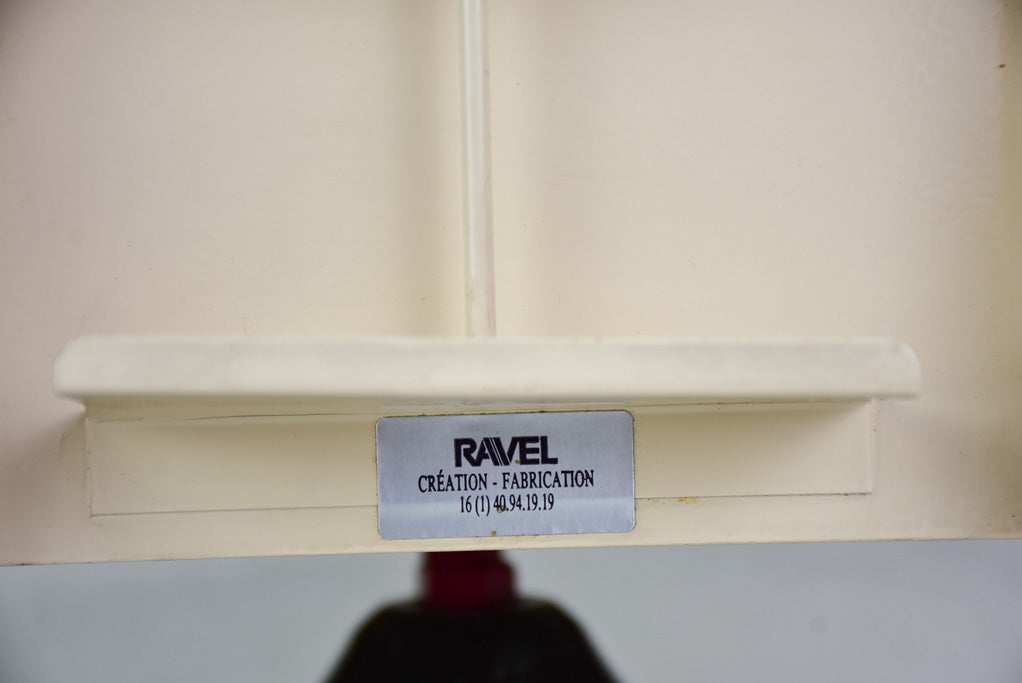 RAVEL
CRÉATION - FABRICATION
16 (1) 40.94.19.19